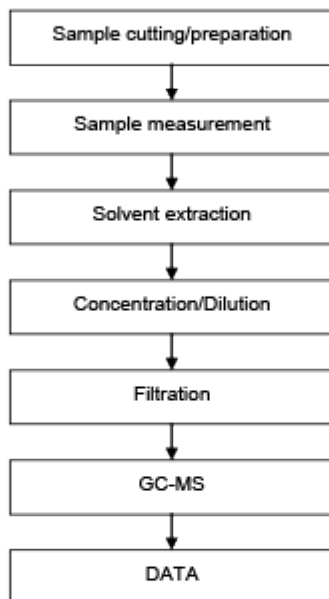 Sample cutting/preparation
Sample measurement
Solvent extraction
Concentration/Dilution
Filtration
GC-MS
DATA